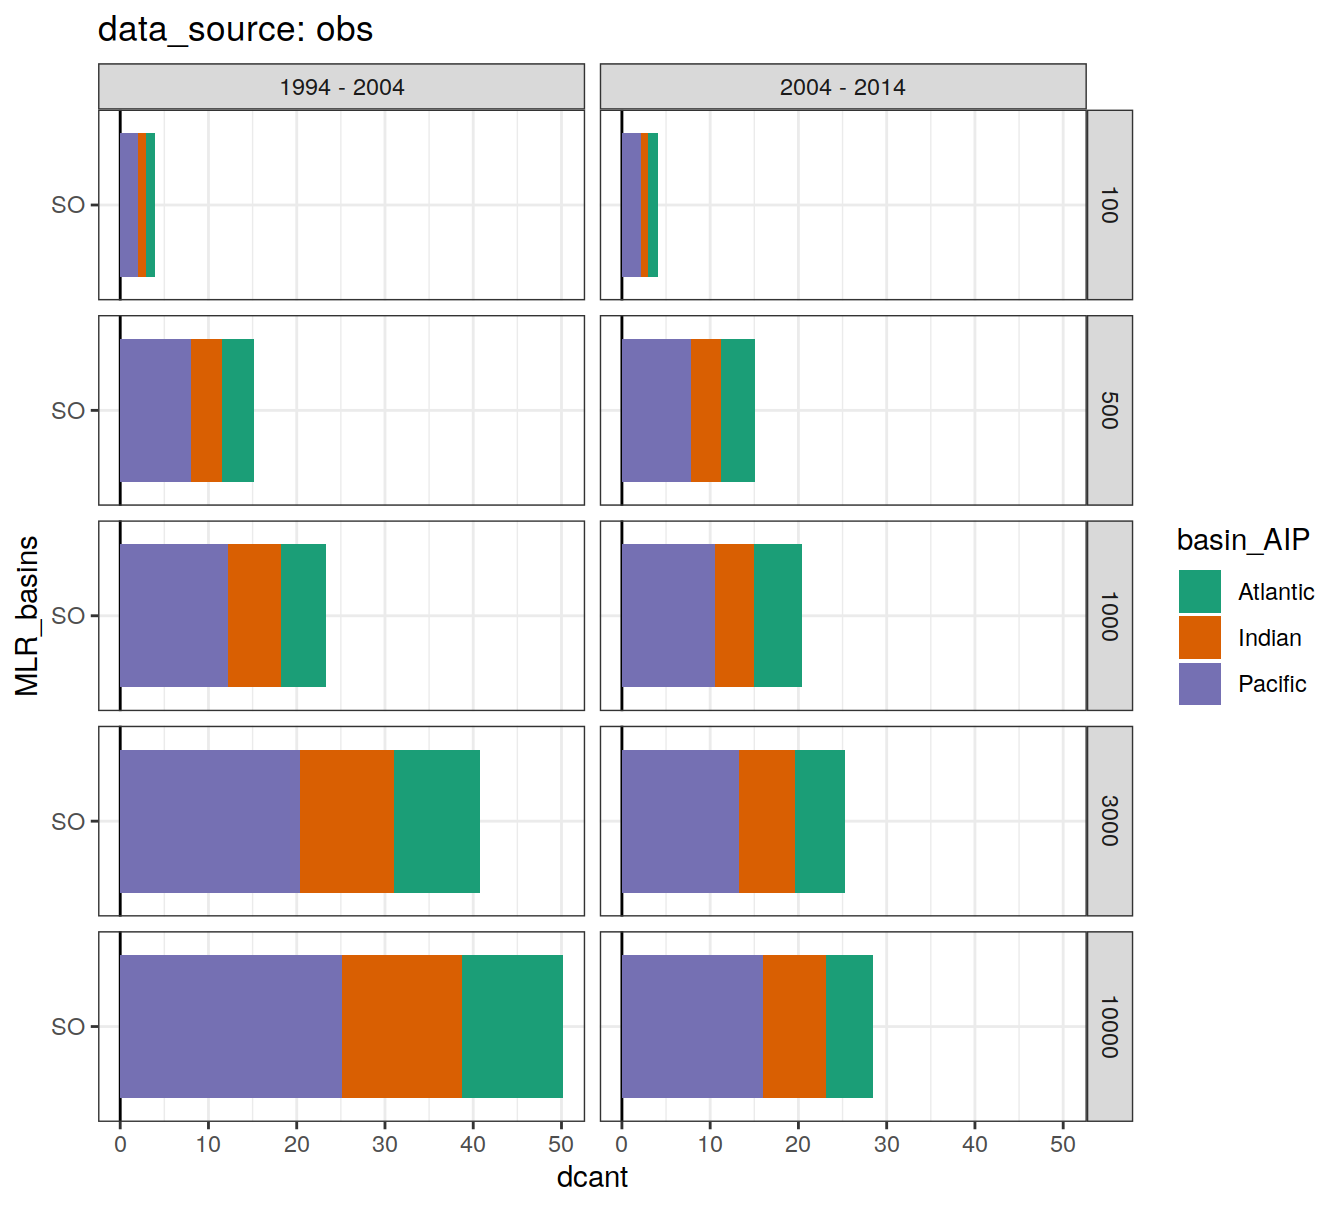 data_source: obs
1994 - 2004
2004 - 2014
SO
100
SO
500
SO
1000
SO
3000
SO
10000
MLR_basins
0 10 20 30 40 50
0 10 20 30 40 50
dcant
basin_AIP
Atlantic
Indian
Pacific